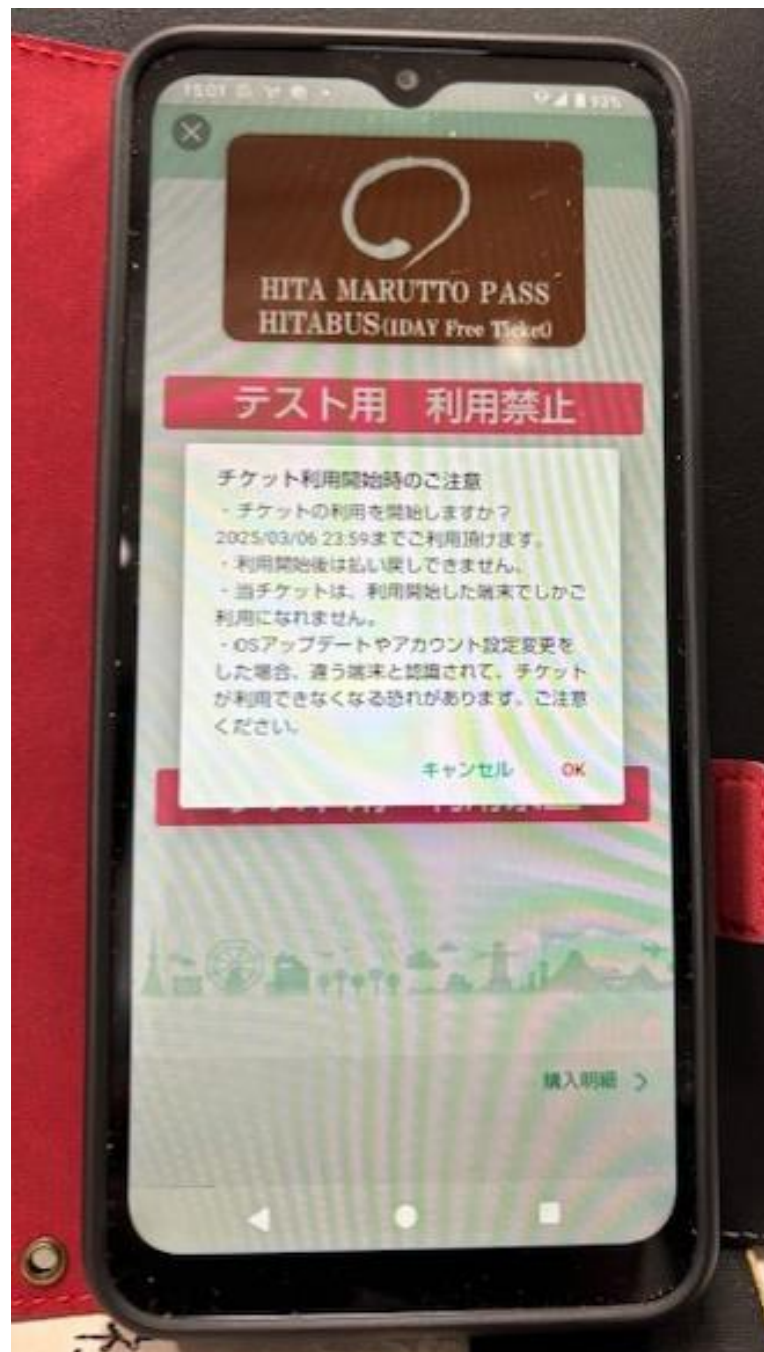 15:01
93%
HITA MARUTTO PASS
HITABUS(1DAY Free Ticket)
テスト用 利用禁止
チケット利用開始時のご注意
・チケットの利用を開始しますか？
2025/03/06 23:59までご利用頂けます。
・利用開始後は払い戻しできません。
・当チケットは、利用開始した端末でしかご
利用になれません。
・OSアップデートやアカウント設定変更を
した場合、違う端末と認識されて、チケット
が利用できなくなる恐れがあります。ご注意
ください。
キャンセル OK
購入明細